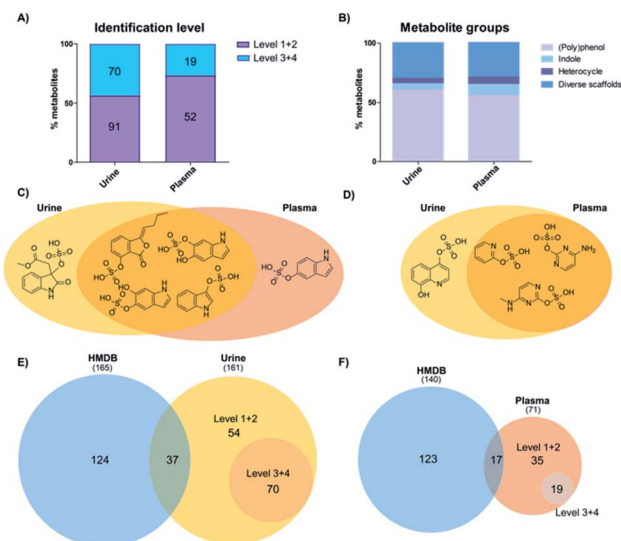 A)
Identification level
100
50
0
% metabolites
70
91
19
52
Urine
Plasma
Level 1+2
Level 3+4
B)
Metabolite groups
100
50
0
% metabolites
Urine
Plasma
(Poly)phenol
Indole
Heterocycle
Diverse scaffolds
C)
Urine
Plasma
D)
Urine
Plasma
E)
HMDB
(165)
Urine
(161)
124
37
Level 1+2
54
Level 3+4
70
F)
HMDB
(140)
Plasma
(71)
123
17
Level 1+2
35
19
Level 3+4